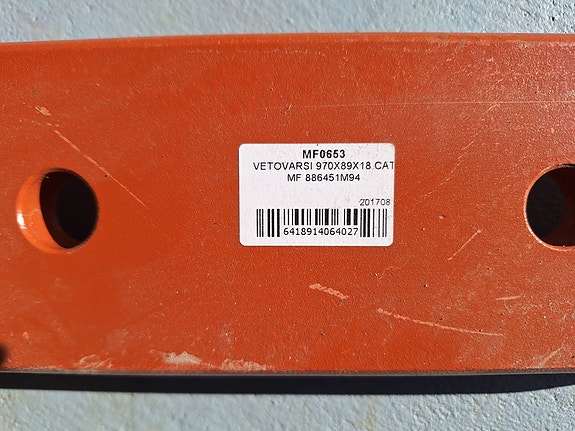 MF0653
VETOVARSI 970X89X18 CAT
MF 886451M94
201708
6418914064027